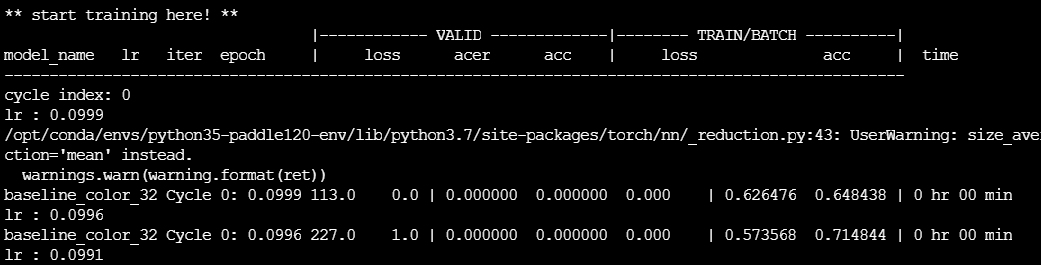 ** start training here! **
|------------ VALID -------------|-------- TRAIN/BATCH ----------|
model_name lr iter epoch | loss acer acc | loss acc | time
----------------------------------------------------------------------------------------------------
cycle index: 0
lr : 0.0999
/opt/conda/envs/python35-paddle120-env/lib/python3.7/site-packages/torch/nn/_reduction.py:43: UserWarning: size_ave
ction='mean' instead.
warnings.warn(warning.format(ret))
baseline_color_32 Cycle 0: 0.0999 113.0 0.0 | 0.000000 0.000000 0.000 | 0.626476 0.648438 | 0 hr 00 min
lr : 0.0996
baseline_color_32 Cycle 0: 0.0996 227.0 1.0 | 0.000000 0.000000 0.000 | 0.573568 0.714844 | 0 hr 00 min
lr : 0.0991